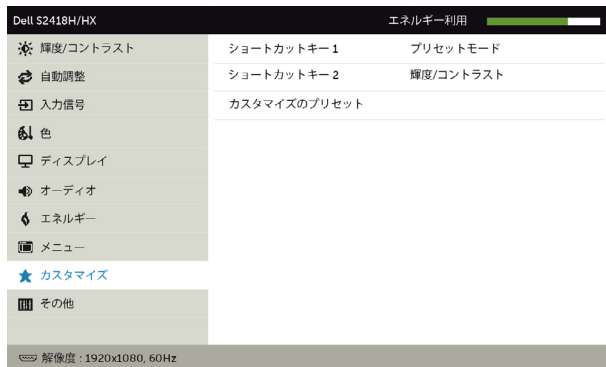 Dell S2418H/HX
エネルギー利用
輝度/コントラスト
自動調整
入力信号
色
ディスプレイ
オーディオ
エネルギー
メニュー
カスタマイズ
その他
ショートカットキー 1 プリセットモード
ショートカットキー 2 輝度/コントラスト
カスタマイズのプリセット
解像度 : 1920x1080, 60Hz